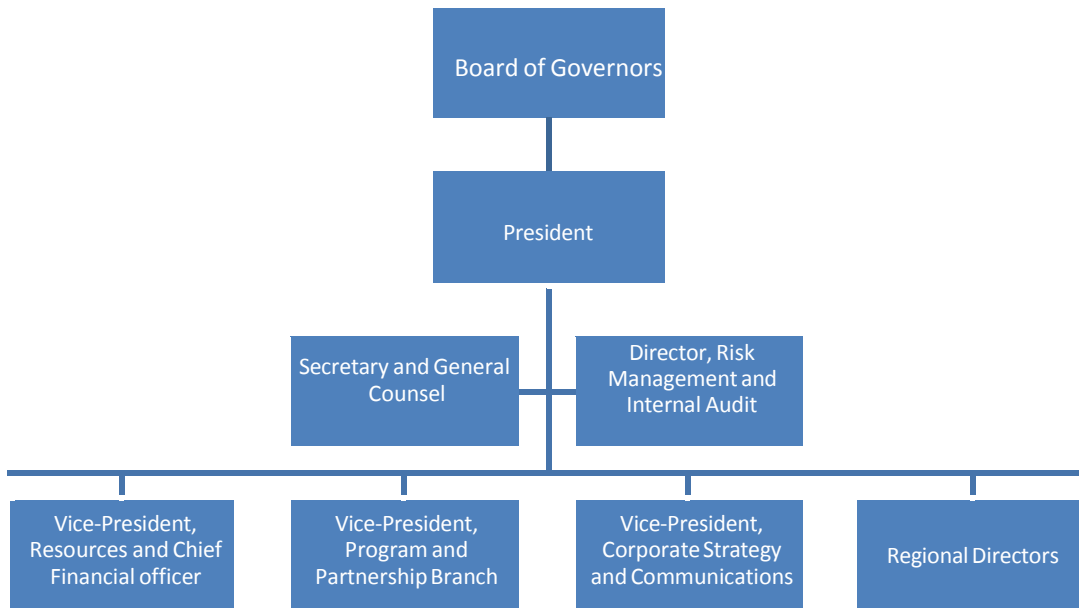 Board of Governors
President
Secretary and General
Counsel
Director, Risk
Management and
Internal Audit
Vice-President,
Resources and Chief
Financial officer
Vice-President,
Program and
Partnership Branch
Vice-President,
Corporate Strategy
and Communications
Regional Directors